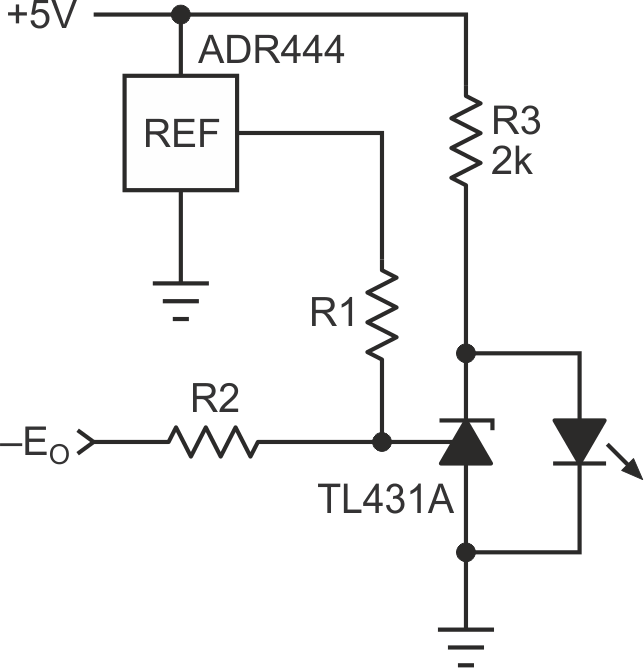 +5V
ADR444
REF
R3
2k
R1
R2
–EO
TL431A